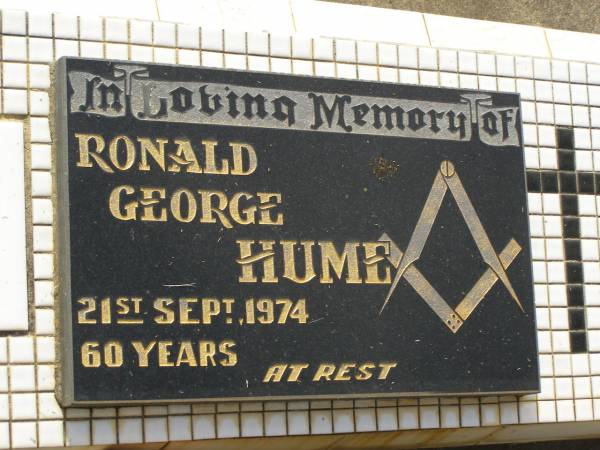 In Loving Memory of
RONALD
GEORGE
HUME
21ST SEPT, 1974
60 YEARS
AT REST